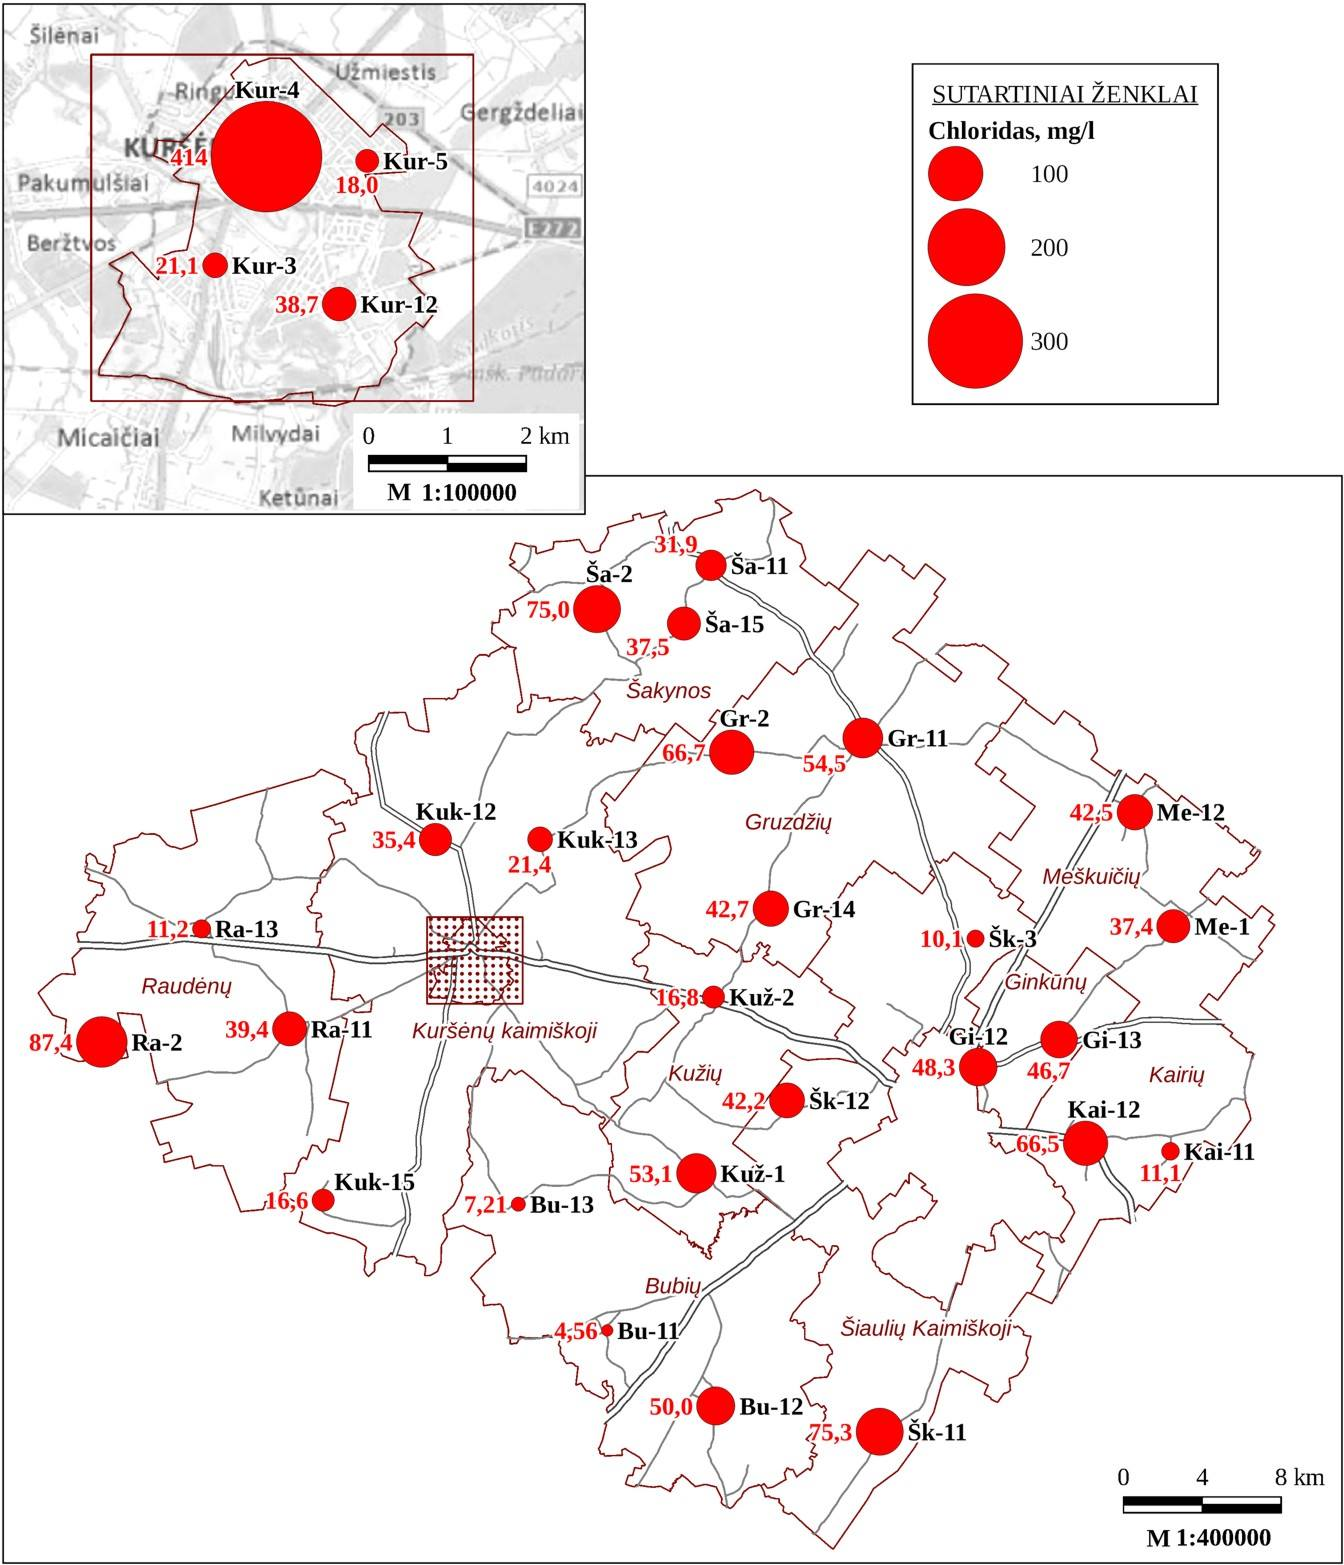 Šilėnai
Užmiestis
Kur-4
203
Gergždeliai
414
Kur-5
Pakumulšiai
18,0
4024
E272
Beržtvos
21,1
Kur-3
38,7
Kur-12
Micaičiai
Milvydai
Ketūnai
0 1 2 km
M 1:100000
SUTARTINIAI ŽENKLAI
Chloridas, mg/l
100
200
300
31,9
Ša-11
Ša-2
75,0
Ša-15
37,5
Šakynos
Gr-2
66,7
Gr-11
54,5
Kuk-12
35,4
Kuk-13
21,4
Gruzdžių
42,5
Me-12
Meškuičių
42,7
Gr-14
37,4
Me-1
11,2
Ra-13
10,1
Šk-3
Raudėnų
Ginkūnų
16,8
Kuž-2
87,4
Ra-2
39,4
Ra-11
Kuršėnų kaimiškoji
Gi-12
48,3
Gi-13
46,7
Kužių
Kairių
42,2
Šk-12
Kai-12
66,5
Kai-11
11,1
53,1
Kuž-1
Kuk-15
16,6
7,21
Bu-13
Bubių
4,56
Bu-11
Šiaulių Kaimiškoji
50,0
Bu-12
75,3
Šk-11
0 4 8 km
M 1:400000